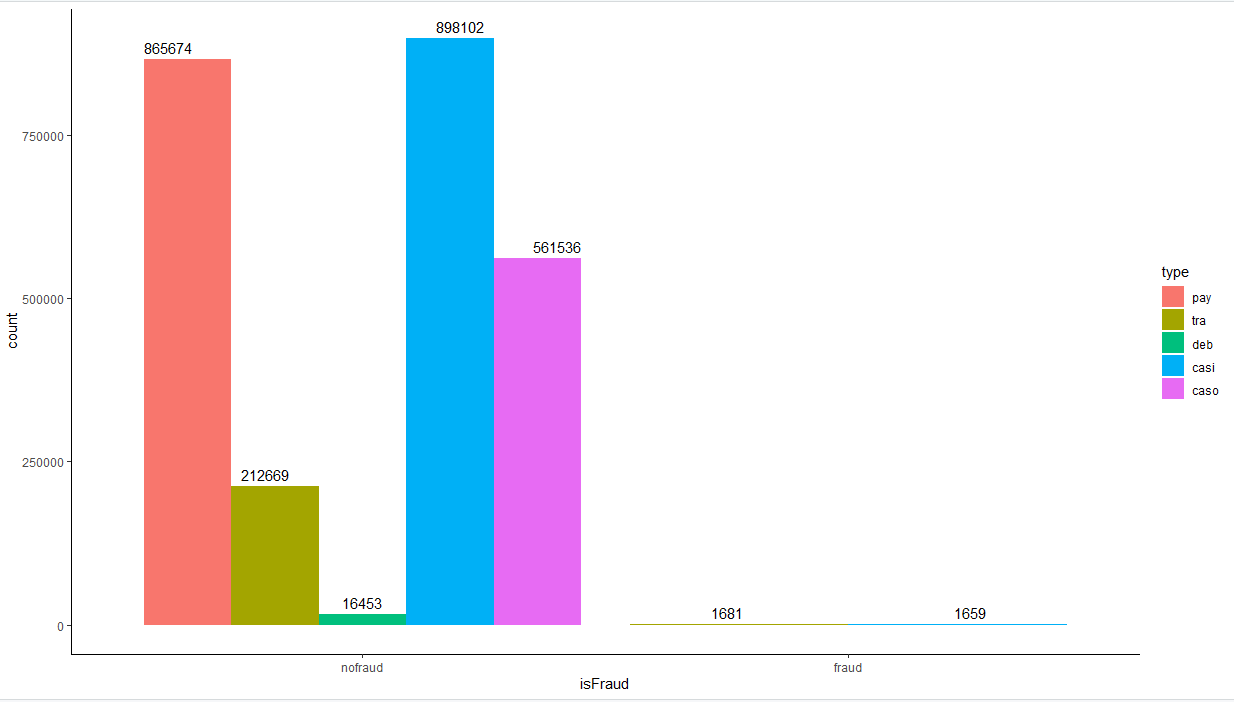 898102
865674
750000
561536
500000
count
250000
212669
16453
1681
1659
0
nofraud
fraud
isFraud
type
pay
tra
deb
casi
caso